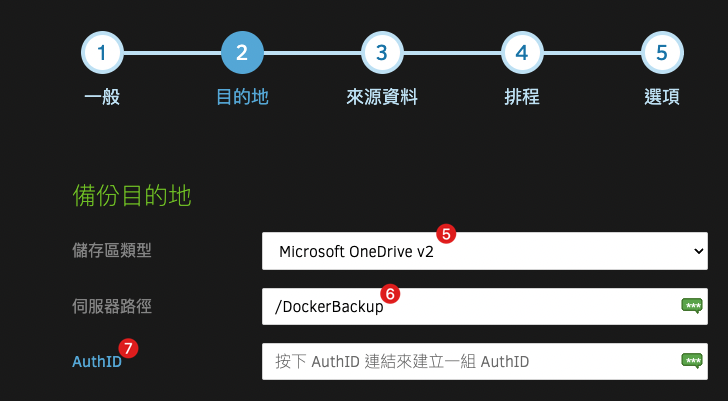 1 2 3 4 5
一般 目的地 來源資料 排程 選項
備份目的地
儲存區類型 Microsoft OneDrive v2 5
伺服器路徑 /DockerBackup 6
AuthID 7 按下 AuthID 連結來建立一組 AuthID